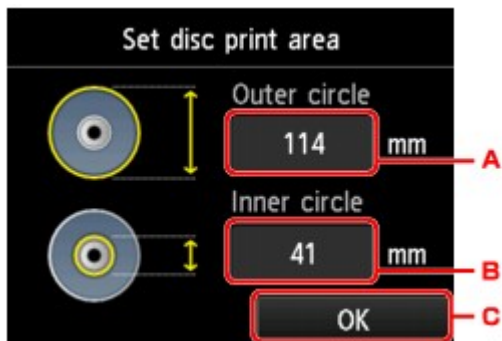 Set disc print area
Outer circle
114 mm
A
Inner circle
41 mm
B
OK
C